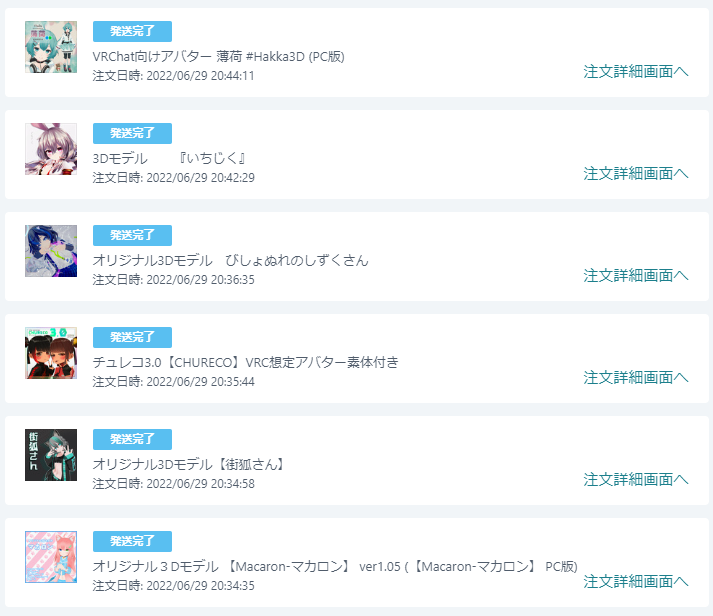 発送完了
VRChat向けアバター 薄荷 #Hakka3D (PC版)
注文日時: 2022/06/29 20:44:11
注文詳細画面へ
発送完了
3Dモデル　　『いちじく』
注文日時: 2022/06/29 20:42:29
注文詳細画面へ
発送完了
オリジナル3Dモデル　びしょぬれのしずくさん
注文日時: 2022/06/29 20:36:35
注文詳細画面へ
3.0
発送完了
チュレコ3.0【CHURECO】VRC想定アバター素体付き
注文日時: 2022/06/29 20:35:44
注文詳細画面へ
街狐さん
発送完了
オリジナル3Dモデル【街狐さん】
注文日時: 2022/06/29 20:34:58
注文詳細画面へ
発送完了
オリジナル３Dモデル 【Macaron-マカロン】 ver1.05 (【Macaron-マカロン】 PC版)
注文日時: 2022/06/29 20:34:35
注文詳細画面へ